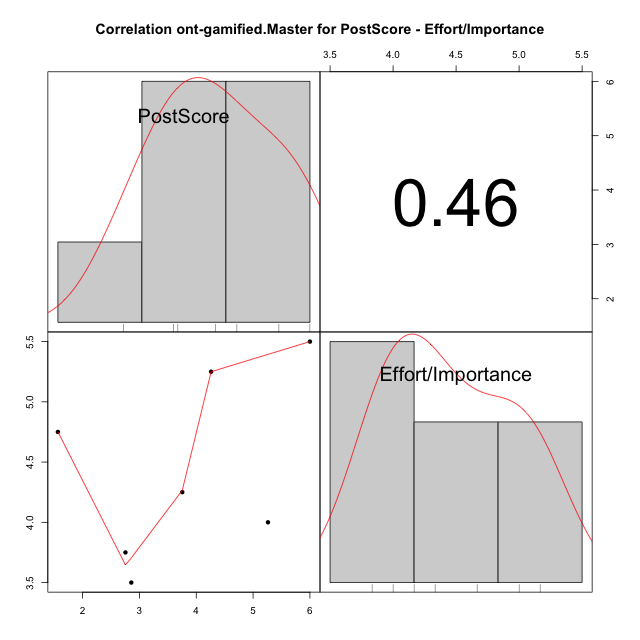 Correlation ont-gamified.Master for PostScore - Effort/Importance
3.5 4.0 4.5 5.0 5.5
PostScore
0.46
6
5
4
3
2
5.5
5.0
4.5
4.0
3.5
Effort/Importance
2 3 4 5 6